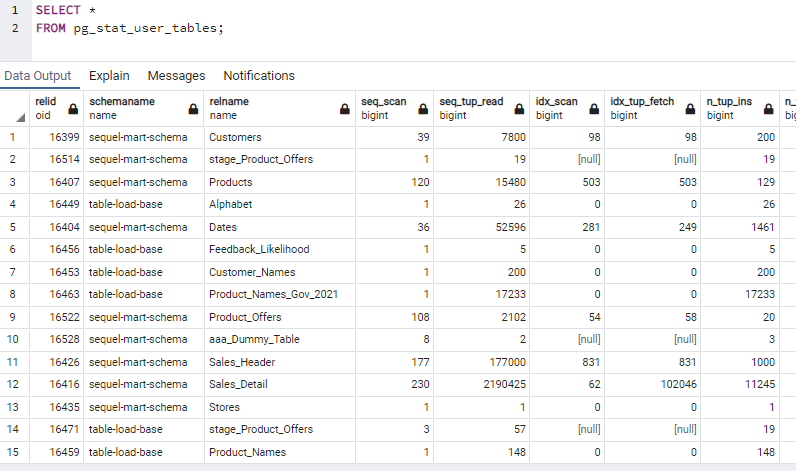 1 SELECT *
2 FROM pg_stat_user_tables;
Data Output Explain Messages Notifications
relid schemaname relname seq_scan seq_tup_read idx_scan idx_tup_fetch n_tup_ins n_
oid name name bigint bigint bigint bigint bigint big
1 16399 sequel-mart-schema Customers 39 7800 98 98 200
2 16514 sequel-mart-schema stage_Product_Offers 1 19 [null] [null] 19
3 16407 sequel-mart-schema Products 120 15480 503 503 129
4 16449 table-load-base Alphabet 1 26 0 0 26
5 16404 sequel-mart-schema Dates 36 52596 281 249 1461
6 16456 table-load-base Feedback_Likelihood 1 5 0 0 5
7 16453 table-load-base Customer_Names 1 200 0 0 200
8 16463 table-load-base Product_Names_Gov_2021 1 17233 0 0 17233
9 16522 sequel-mart-schema Product_Offers 108 2102 54 58 20
10 16528 sequel-mart-schema aaa_Dummy_Table 8 2 [null] [null] 3
11 16426 sequel-mart-schema Sales_Header 177 177000 831 831 1000
12 16416 sequel-mart-schema Sales_Detail 230 2190425 62 102046 11245
13 16435 sequel-mart-schema Stores 1 1 0 0 1
14 16471 table-load-base stage_Product_Offers 3 57 [null] [null] 19
15 16459 table-load-base Product_Names 1 148 0 0 148